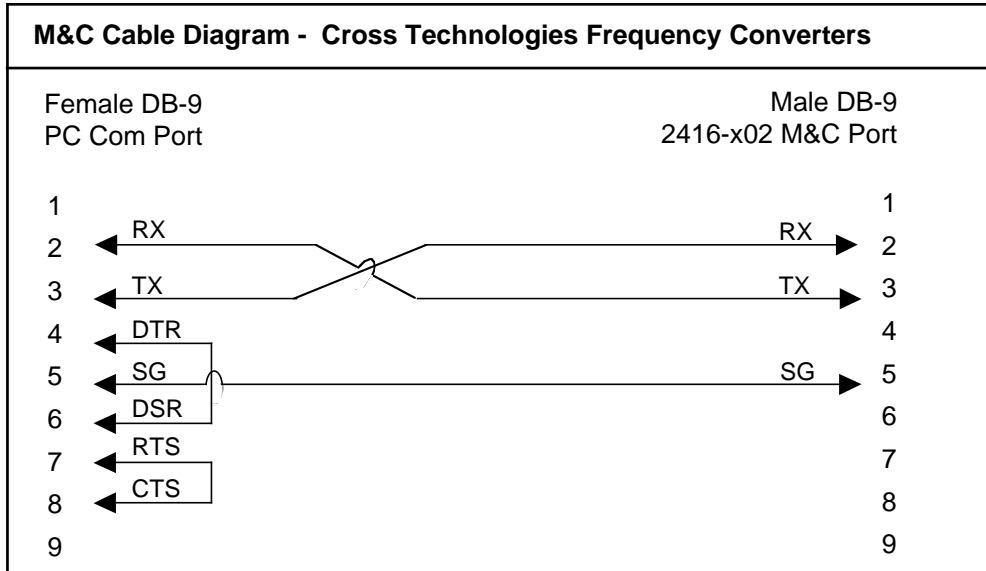 M&C Cable Diagram - Cross Technologies Frequency Converters
Female DB-9
PC Com Port
Male DB-9
2416-x02 M&C Port
1
1
RX
RX
2
2
TX
TX
3
3
DTR
4
4
SG
SG
5
5
DSR
6
6
RTS
7
7
CTS
8
8
9
9